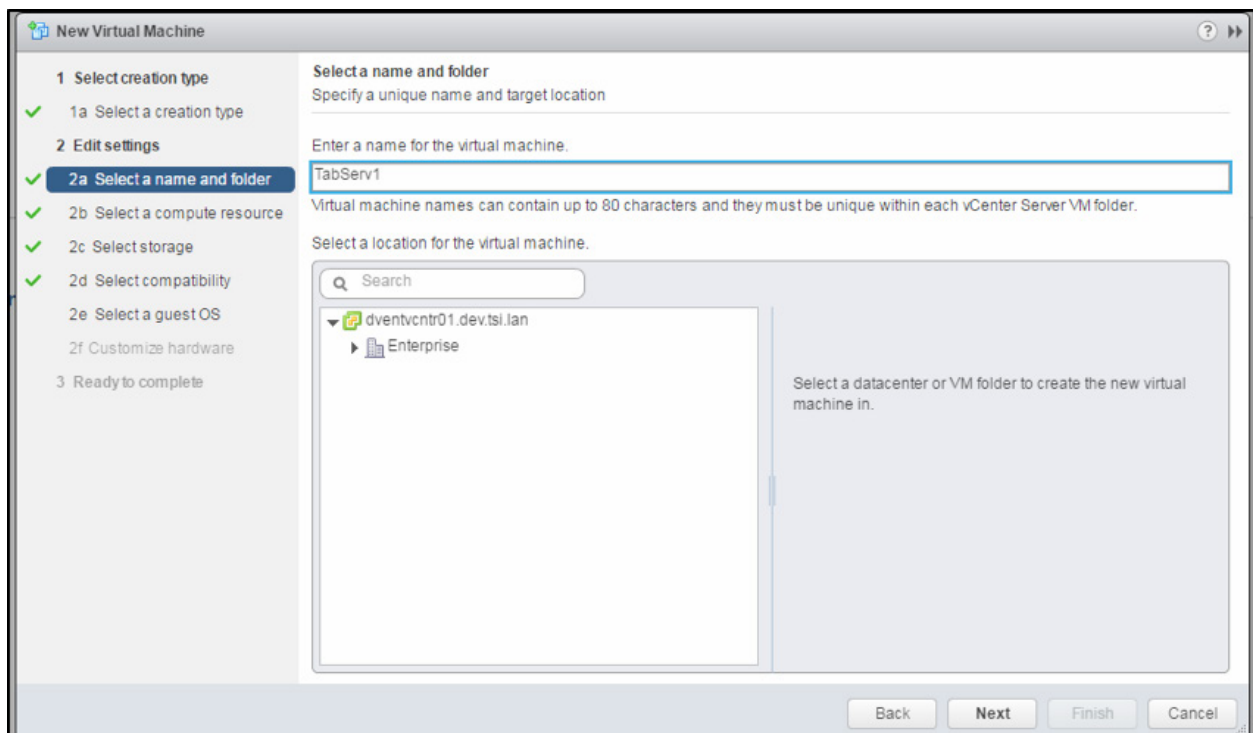 New Virtual Machine
1 Select creation type
1a Select a creation type
2 Edit settings
2a Select a name and folder
2b Select a compute resource
2c Select storage
2d Select compatibility
2e Select a guest OS
2f Customize hardware
3 Ready to complete
Select a name and folder
Specify a unique name and target location
Enter a name for the virtual machine.
TabServ1
Virtual machine names can contain up to 80 characters and they must be unique within each vCenter Server VM folder.
Select a location for the virtual machine.
Search
dventvcntr01.dev.tsi.lan
Enterprise
Select a datacenter or VM folder to create the new virtual
machine in.
Back
Next
Finish
Cancel